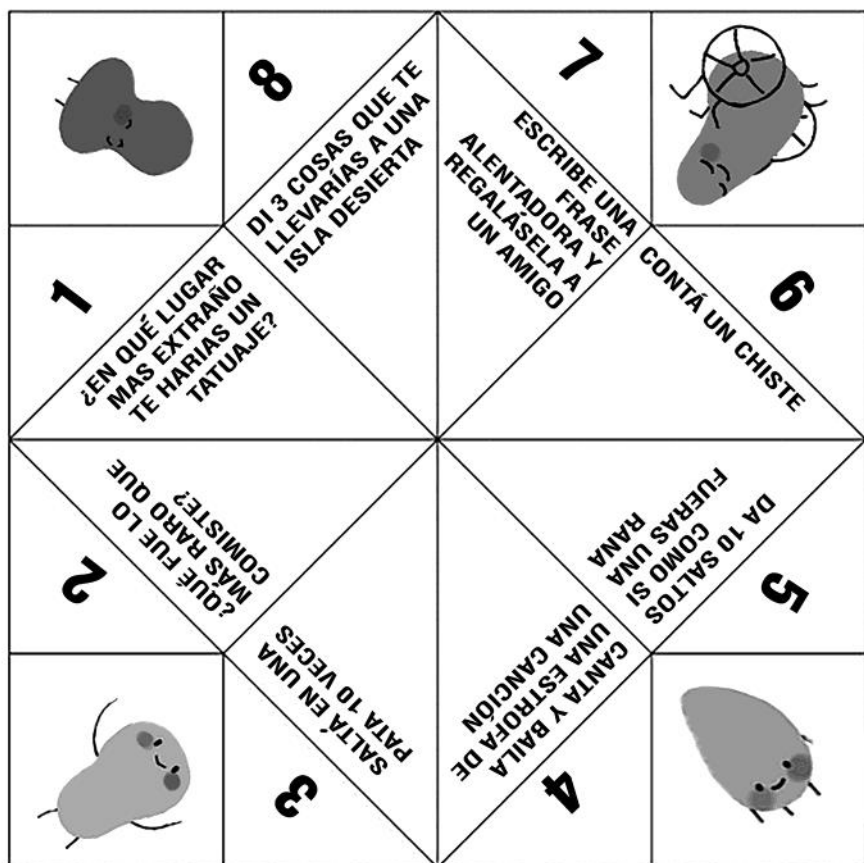 8
DI 3 COSAS QUE TE
LLEVARÍAS A UNA
ISLA DESIERTA
7
ESCRIBE UNA
FRASE
ALENTADORA Y
REGALÁSELA A
UN AMIGO
1
¿EN QUÉ LUGAR
MAS EXTRAÑO
TE HARIAS UN
TATUAJE?
6
CONTÁ UN CHISTE
2
¿QUÉ FUE LO
MÁS RARO QUE
COMISTE?
5
DA 10 SALTOS
COMO SI
FUERAS UNA
RANA
3
SALTÁ EN UNA
PATA 10 VECES
4
CANTA Y BAILA
UNA ESTROFA DE
UNA CANCIÓN